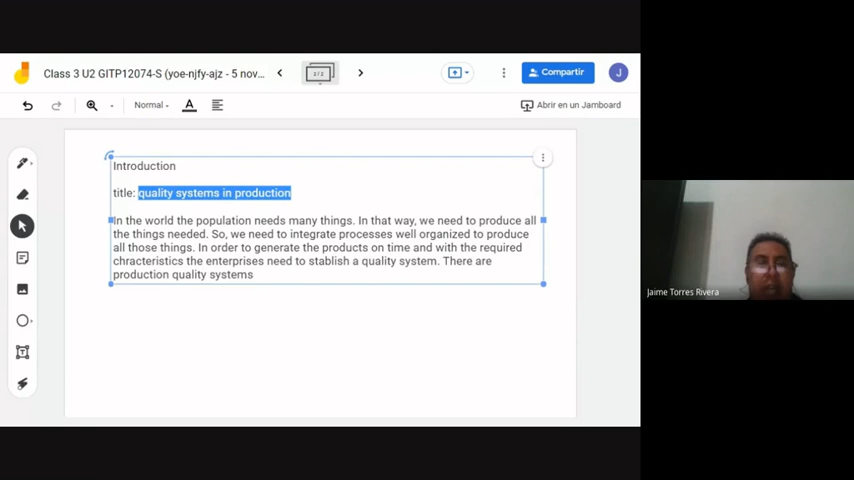 Class 3 U2 GITP12074-S (yoe-njfy-ajz - 5 nov...
2/2
Compartir
J
Normal
A
Abrir en un Jamboard
Introduction
title: quality systems in production
In the world the population needs many things. In that way, we need to produce all
the things needed. So, we need to integrate processes well organized to produce
all those things. In order to generate the products on time and with the required
chracteristics the enterprises need to stablish a quality system. There are
production quality systems
Jaime Torres Rivera